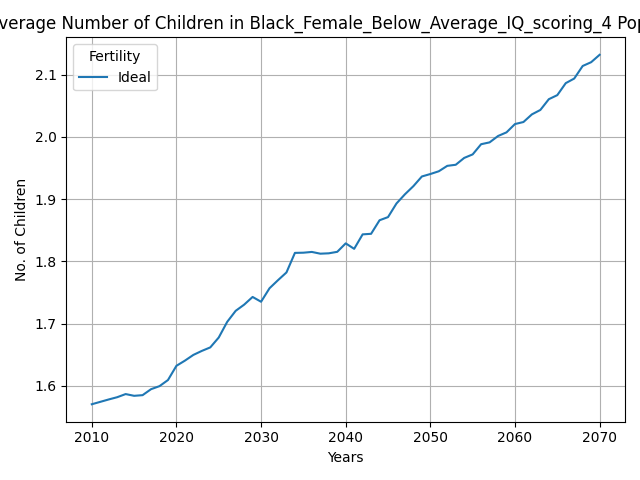 verage Number of Children in Black_Female_Below_Average_IQ_scoring_4 Pop
Fertility
Ideal
2.1
2.0
1.9
1.8
1.7
1.6
No. of Children
2010 2020 2030 2040 2050 2060 2070
Years